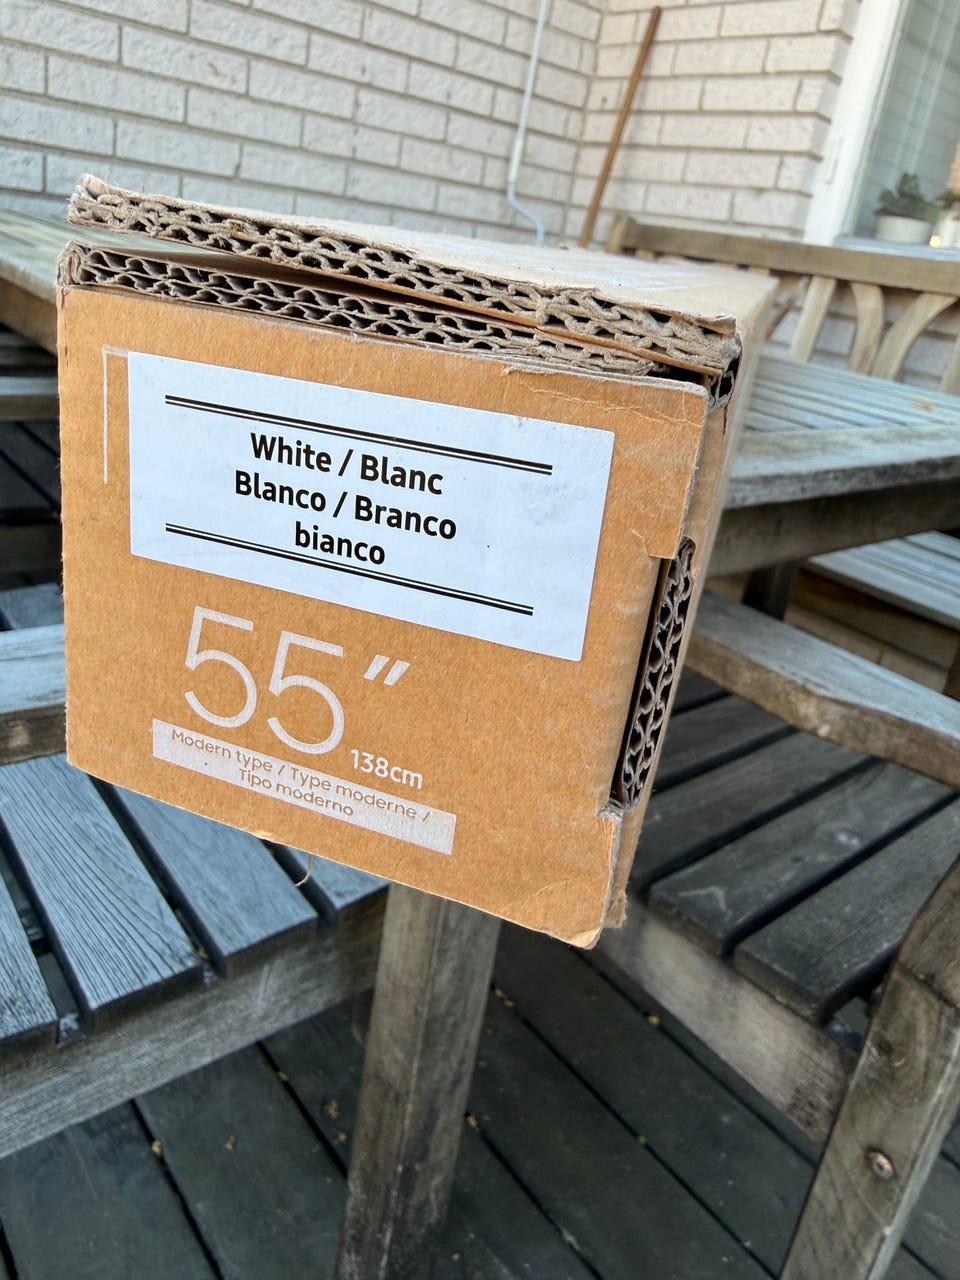 White / Blanc
Blanco / Branco
bianco
55”
138cm
Modern type / Type moderne /
Tipo moderno